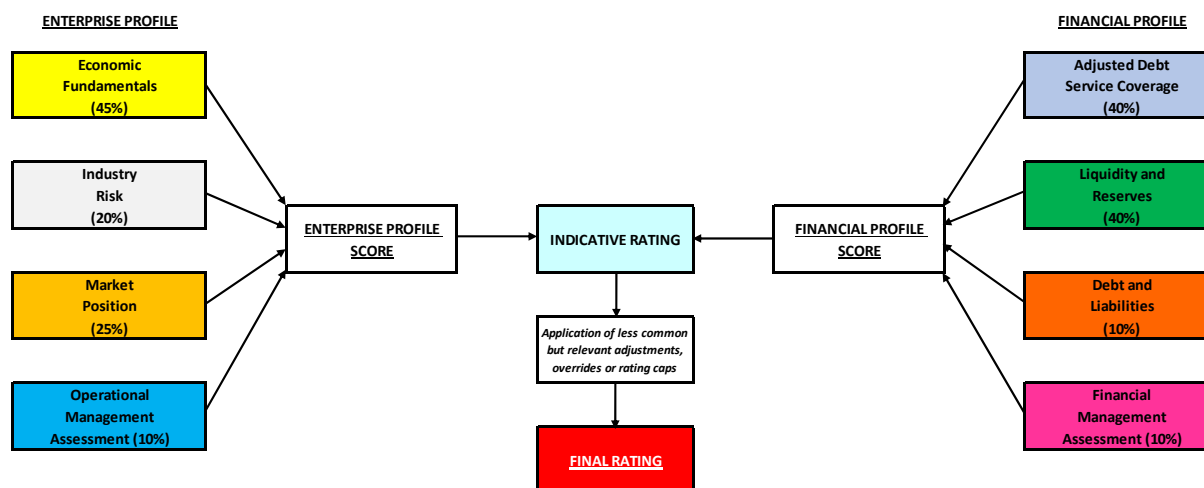 ENTERPRISE PROFILE
Economic
Fundamentals
(45%)
Industry
Risk
(20%)
Market
Position
(25%)
Operational
Management
Assessment (10%)
ENTERPRISE PROFILE
SCORE
INDICATIVE RATING
Application of less common
but relevant adjustments,
overrides or rating caps
FINAL RATING
FINANCIAL PROFILE
SCORE
FINANCIAL PROFILE
Adjusted Debt
Service Coverage
(40%)
Liquidity and
Reserves
(40%)
Debt and
Liabilities
(10%)
Financial
Management
Assessment (10%)